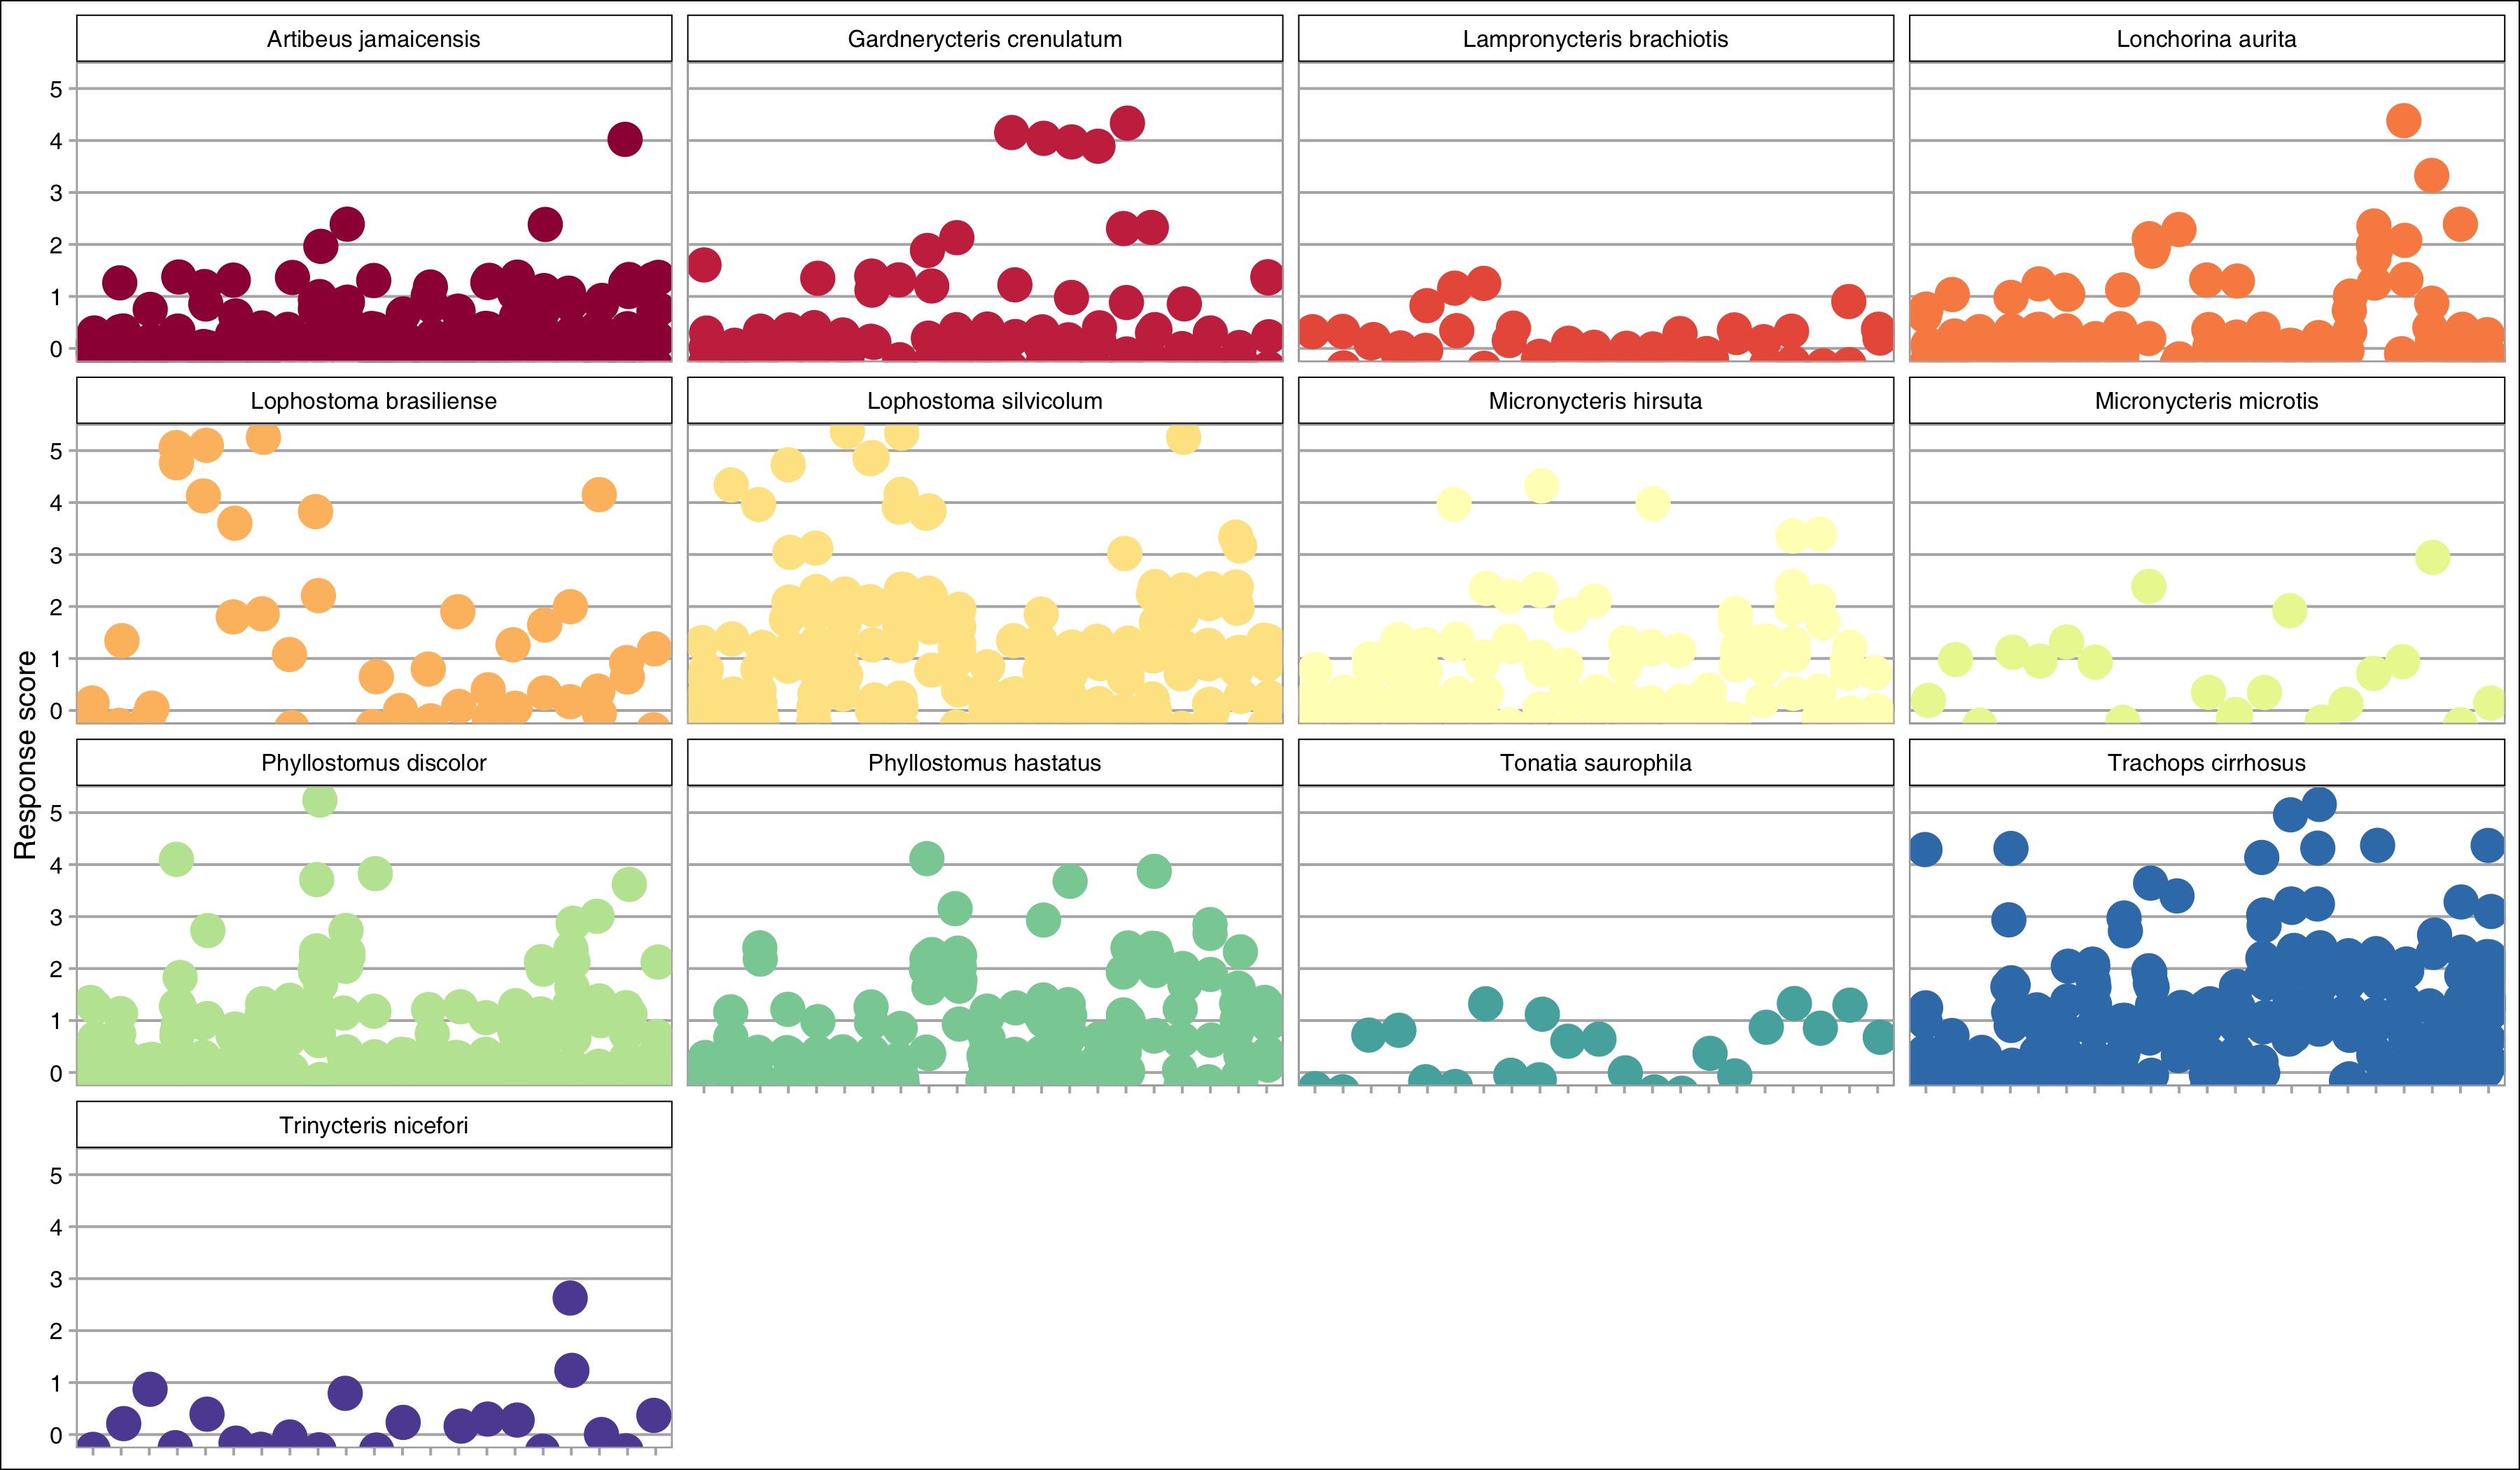 Response score
Artibeus jamaicensis
Gardnerycteris crenulatum
Lampronycteris brachiotis
Lonchorina aurita
5
4
3
2
1
0
Lophostoma brasiliense
Lophostoma silvicolum
Micronycteris hirsuta
Micronycteris microtis
5
4
3
2
1
0
Phyllostomus discolor
Phyllostomus hastatus
Tonatia saurophila
Trachops cirrhosus
5
4
3
2
1
0
Trinycteris nicefori
5
4
3
2
1
0